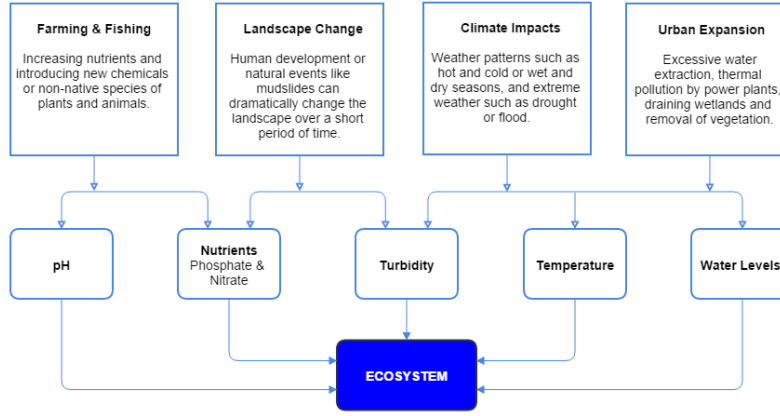 Farming & Fishing
Increasing nutrients and
introducing new chemicals
or non-native species of
plants and animals.
Landscape Change
Human development or
natural events like
mudslides can
dramatically change the
landscape over a short
period of time.
Climate Impacts
Weather patterns such as
hot and cold or wet and
dry seasons, and extreme
weather such as drought
or flood.
Urban Expansion
Excessive water
extraction, thermal
pollution by power plants,
draining wetlands and
removal of vegetation.
pH
Nutrients
Phosphate &
Nitrate
Turbidity
Temperature
Water Levels
ECOSYSTEM